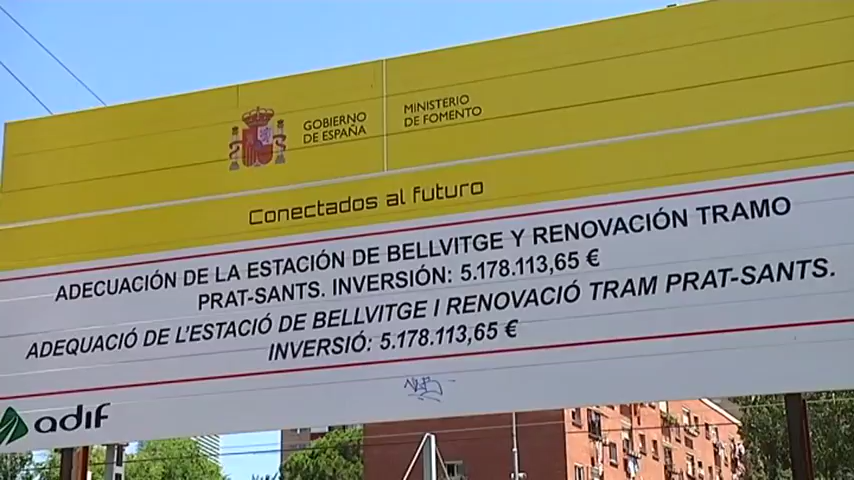 GOBIERNO
DE ESPAÑA
MINISTERIO
DE FOMENTO
Conectados al futuro
ADECUACIÓN DE LA ESTACIÓN DE BELLVITGE Y RENOVACIÓN TRAMO
PRAT-SANTS. INVERSIÓN: 5.178.113,65 €
ADEQUACIÓ DE L'ESTACIÓ DE BELLVITGE I RENOVACIÓ TRAM PRAT-SANTS.
INVERSIÓ: 5.178.113,65 €
adif